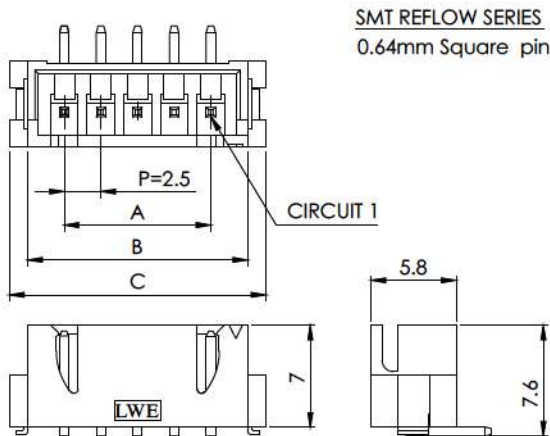 SMT REFLOW SERIES
0.64mm Square pin
P=2.5
A
CIRCUIT 1
B
C
5.8
7
7.6
LWE